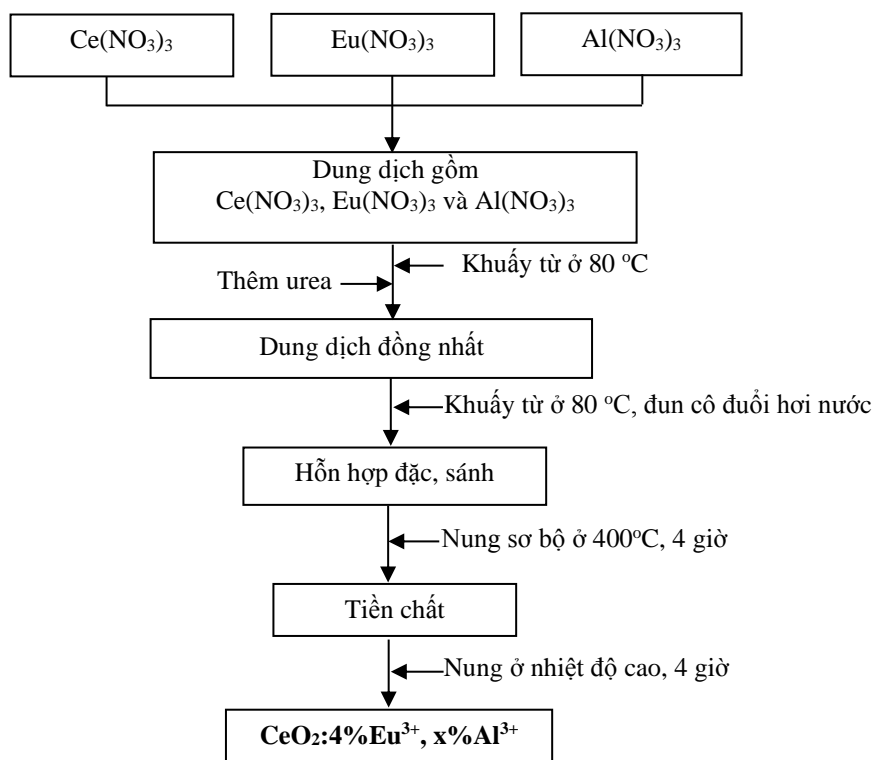 Ce(NO₃)₃
Eu(NO₃)₃
Al(NO₃)₃
Dung dịch gồm
Ce(NO₃)₃, Eu(NO₃)₃ và Al(NO₃)₃
Khuấy từ ở 80 °C
Thêm urea
Dung dịch đồng nhất
Khuấy từ ở 80 °C, đun cô đuổi hơi nước
Hỗn hợp đặc, sánh
Nung sơ bộ ở 400°C, 4 giờ
Tiền chất
Nung ở nhiệt độ cao, 4 giờ
CeO₂:4%Eu³⁺, x%Al³⁺